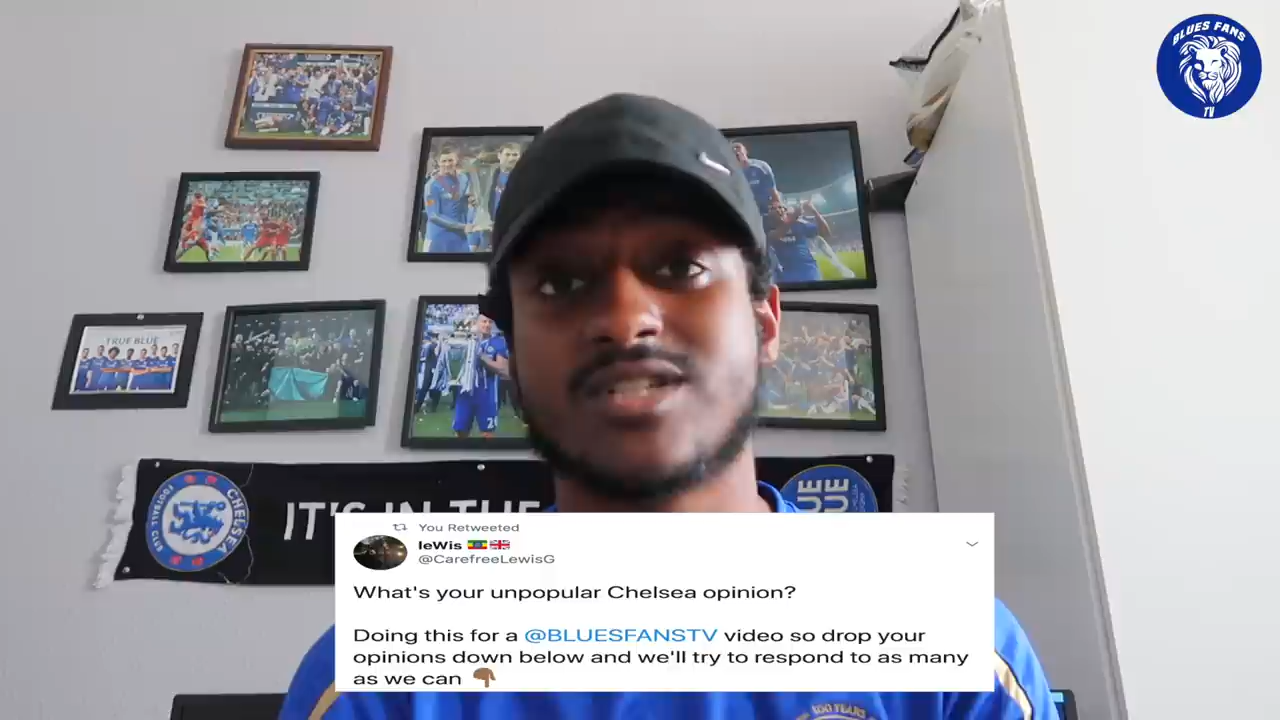 BLUES FANS
TV
TRUE BLUE
CHELSEA
FOOTBALL CLUB
IT'S IN THE
You Retweeted
leWis
@CarefreeLewisG
What's your unpopular Chelsea opinion?
Doing this for a @BLUESFANSTV video so drop your
opinions down below and we'll try to respond to as many
as we can
100 YEARS